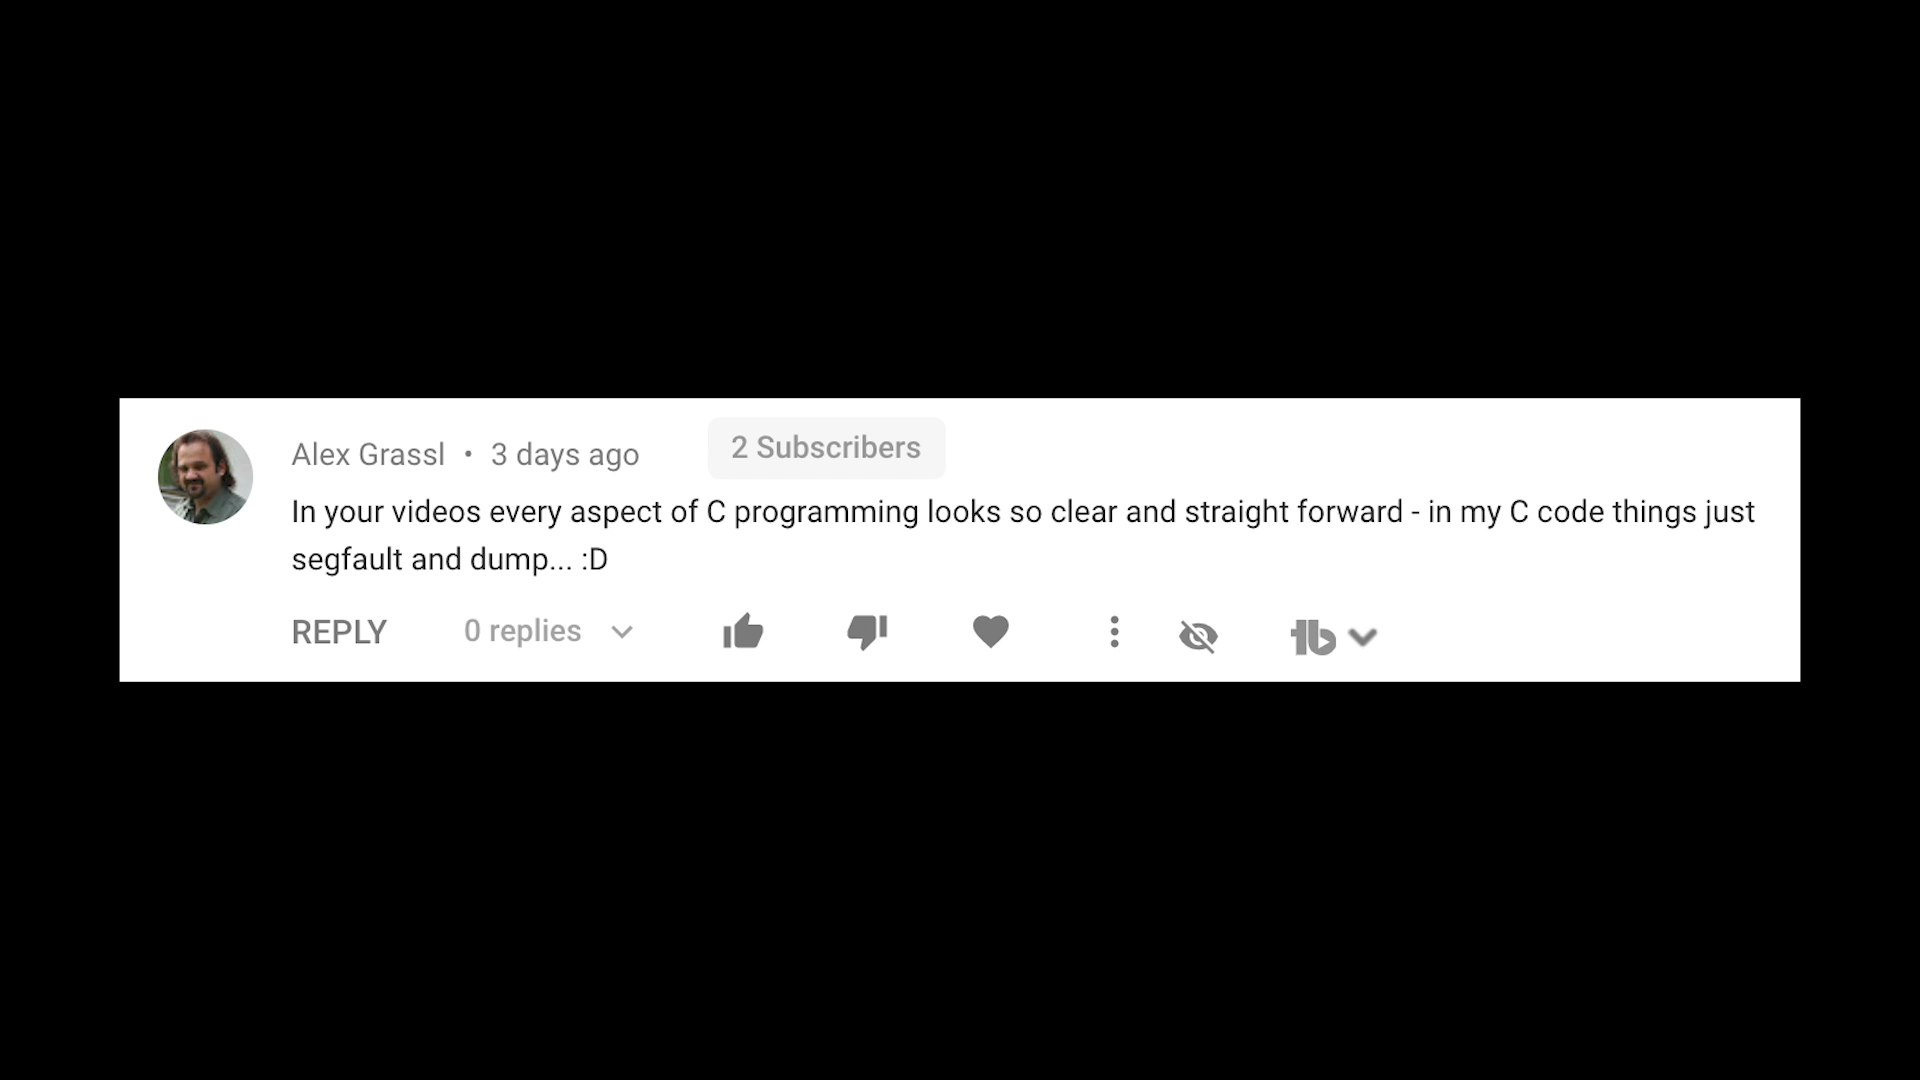 Alex Grassl • 3 days ago 2 Subscribers
In your videos every aspect of C programming looks so clear and straight forward - in my C code things just
segfault and dump... :D
REPLY 0 replies tb